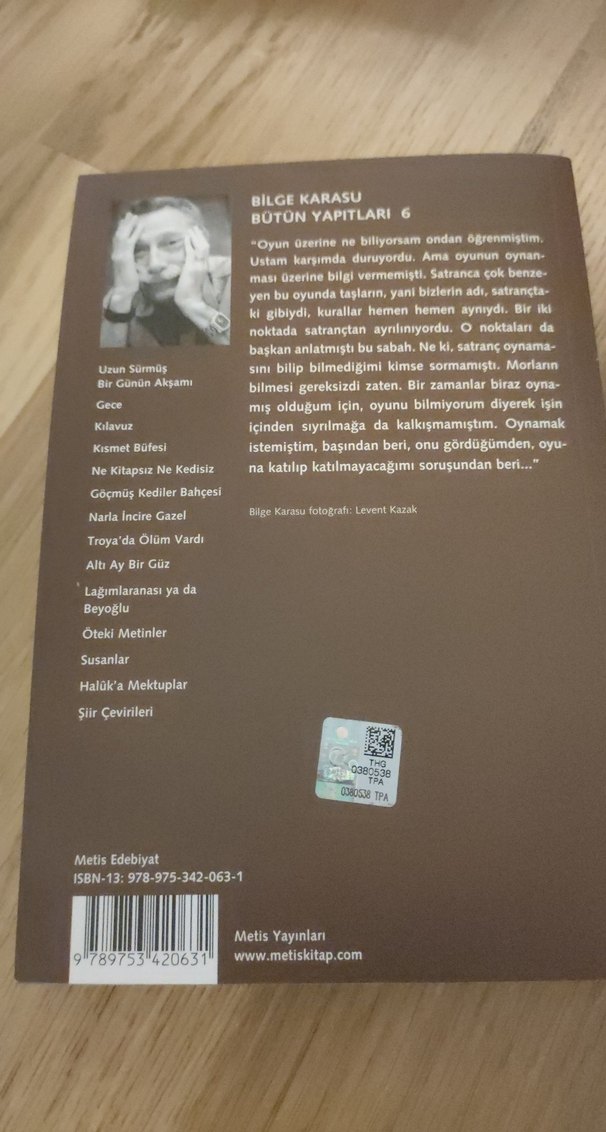 BİLGE KARASU
BÜTÜN YAPITLARI 6
"Oyun üzerine ne biliyorsam ondan öğrenmiştim.
Ustam karşımda duruyordu. Ama oyunun oynan-
ması üzerine bilgi vermemişti. Satranca çok benze-
yen bu oyunda taşların, yani bizlerin adı, satrançta-
ki gibiydi, kurallar hemen hemen aynıydı. Bir iki
noktada satrançtan ayrılınıyordu. O noktaları da
başkan anlatmıştı bu sabah. Ne ki, satranç oynama-
sını bilip bilmediğimi kimse sormamıştı. Morların
bilmesi gereksizdi zaten. Bir zamanlar biraz oyna-
mış olduğum için, oyunu bilmiyorum diyerek işin
içinden sıyrılmağa da kalkışmamıştım. Oynamak
istemiştim, başından beri, onu gördüğümden, oyu-
na katılıp katılmayacağımı soruşundan beri..."
Bilge Karasu fotoğrafı: Levent Kazak
Uzun Sürmüş
Bir Günün Akşamı
Gece
Kılavuz
Kısmet Büfesi
Ne Kitapsız Ne Kedisiz
Göçmüş Kediler Bahçesi
Narla İncire Gazel
Troya'da Ölüm Vardı
Altı Ay Bir Güz
Lağımlaranası ya da
Beyoğlu
Öteki Metinler
Susanlar
Halûk'a Mektuplar
Şiir Çevirileri
THG
0380538
TPA
0380538 TPA
Metis Edebiyat
ISBN-13: 978-975-342-063-1
9 789753 420631
Metis Yayınları
www.metiskitap.com